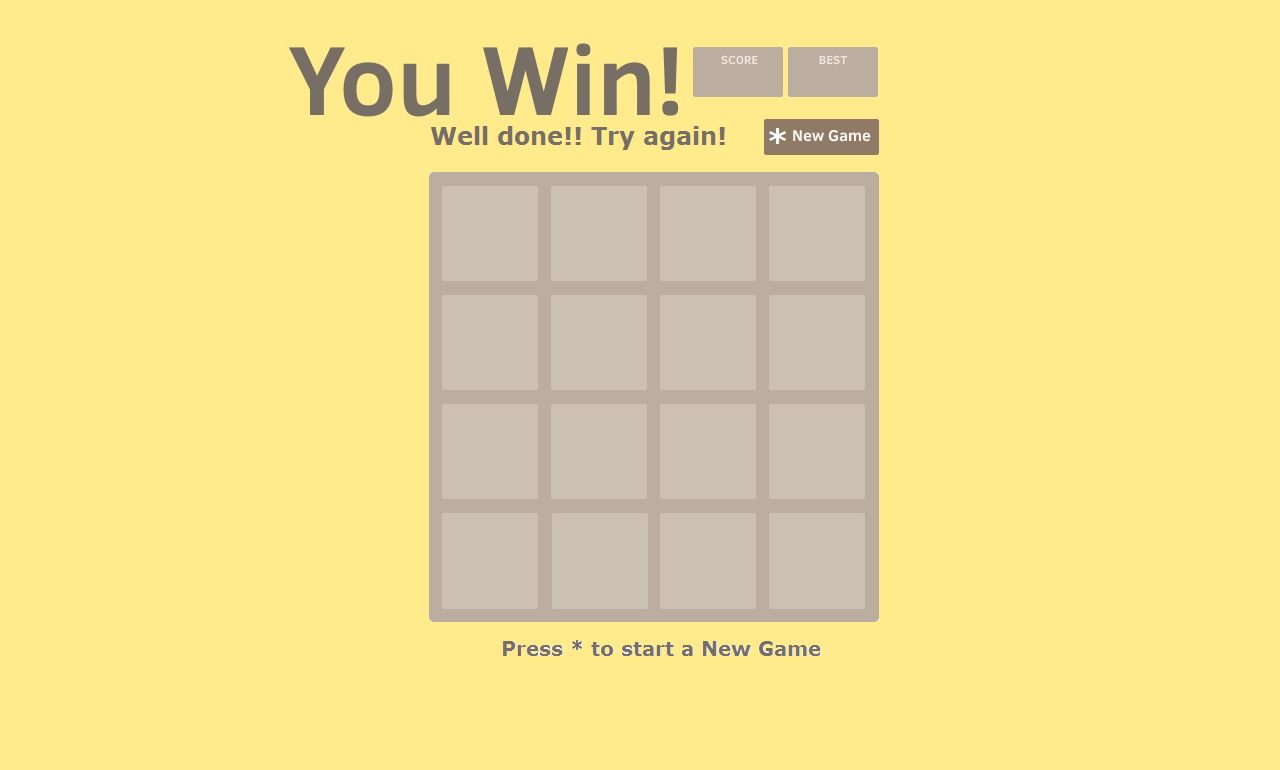 You Win!
SCORE
BEST
Well done!! Try again!
* New Game
Press * to start a New Game